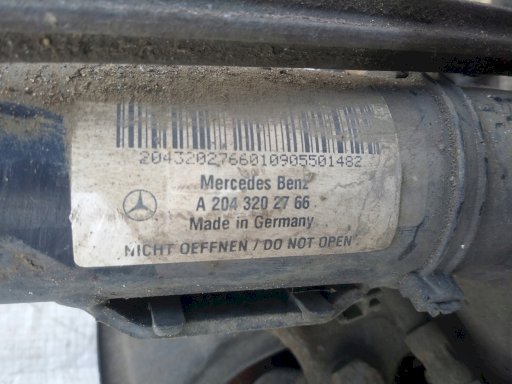 2043202766010905501482
Mercedes Benz
A 204 320 27 66
Made in Germany
NICHT OEFFNEN / DO NOT OPEN